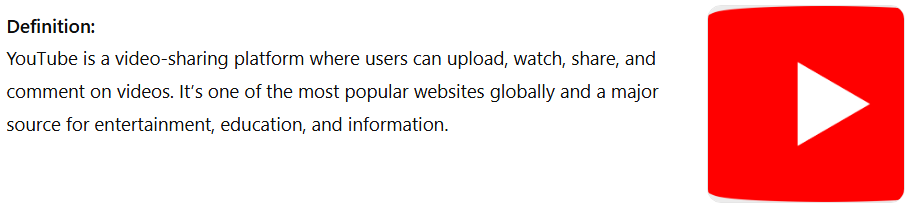 Definition:
YouTube is a video-sharing platform where users can upload, watch, share, and
comment on videos. It’s one of the most popular websites globally and a major
source for entertainment, education, and information.